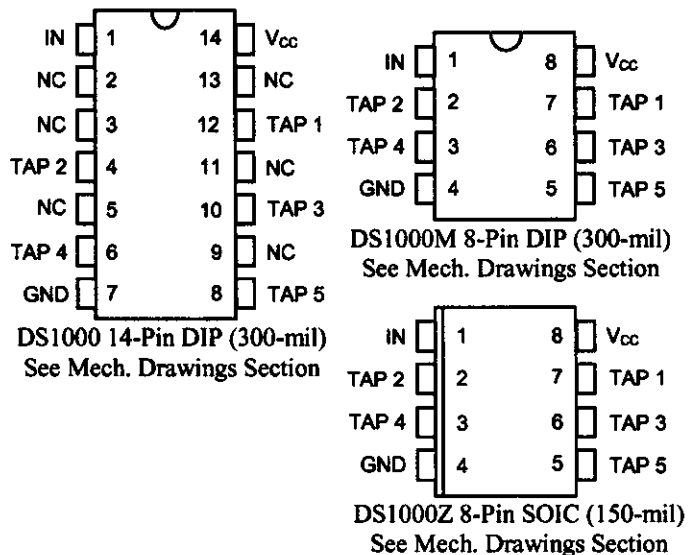 IN 1 14 Vcc
NC 2 13 NC
NC 3 12 TAP 1
TAP 2 4 11 NC
NC 5 10 TAP 3
TAP 4 6 9 NC
GND 7 8 TAP 5
DS1000 14-Pin DIP (300-mil)
See Mech. Drawings Section
IN 1 8 Vcc
TAP 2 2 7 TAP 1
TAP 4 3 6 TAP 3
GND 4 5 TAP 5
DS1000M 8-Pin DIP (300-mil)
See Mech. Drawings Section
IN 1 8 Vcc
TAP 2 2 7 TAP 1
TAP 4 3 6 TAP 3
GND 4 5 TAP 5
DS1000Z 8-Pin SOIC (150-mil)
See Mech. Drawings Section